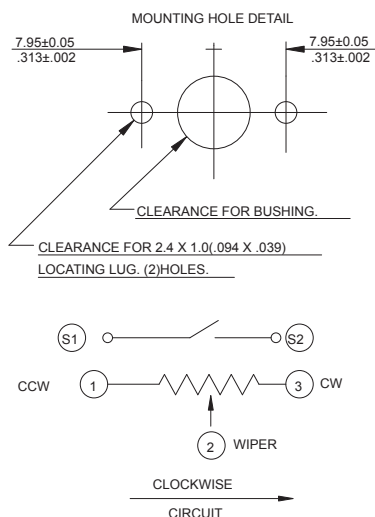 MOUNTING HOLE DETAIL
7.95±0.05
.313±.002
7.95±0.05
.313±.002
CLEARANCE FOR BUSHING.
CLEARANCE FOR 2.4 X 1.0(.094 X .039)
LOCATING LUG. (2)HOLES.
S1 S2
CCW 1 3 CW
2 WIPER
CLOCKWISE
CIRCUIT